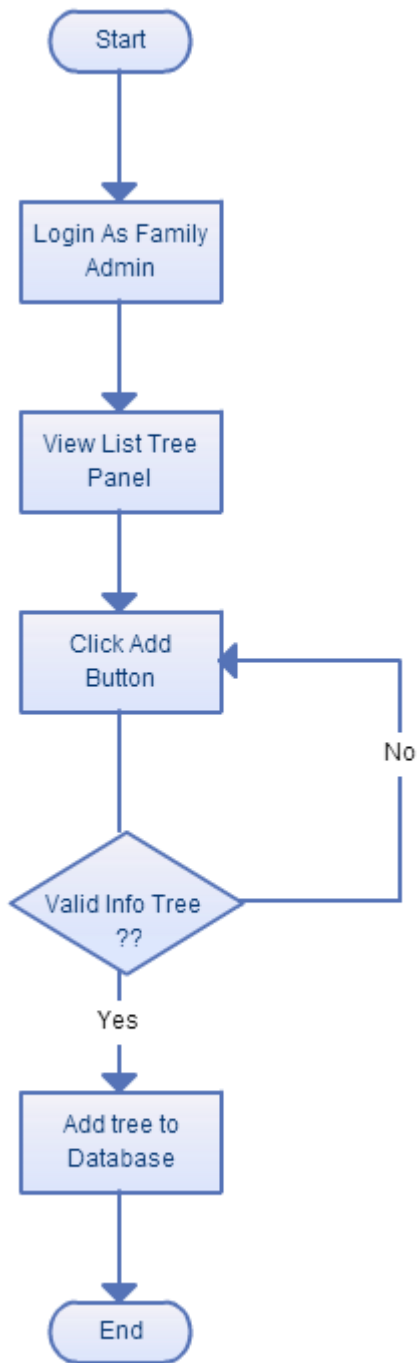 Start
Login As Family
Admin
View List Tree
Panel
Click Add
Button
No
Valid Info Tree
??
Yes
Add tree to
Database
End